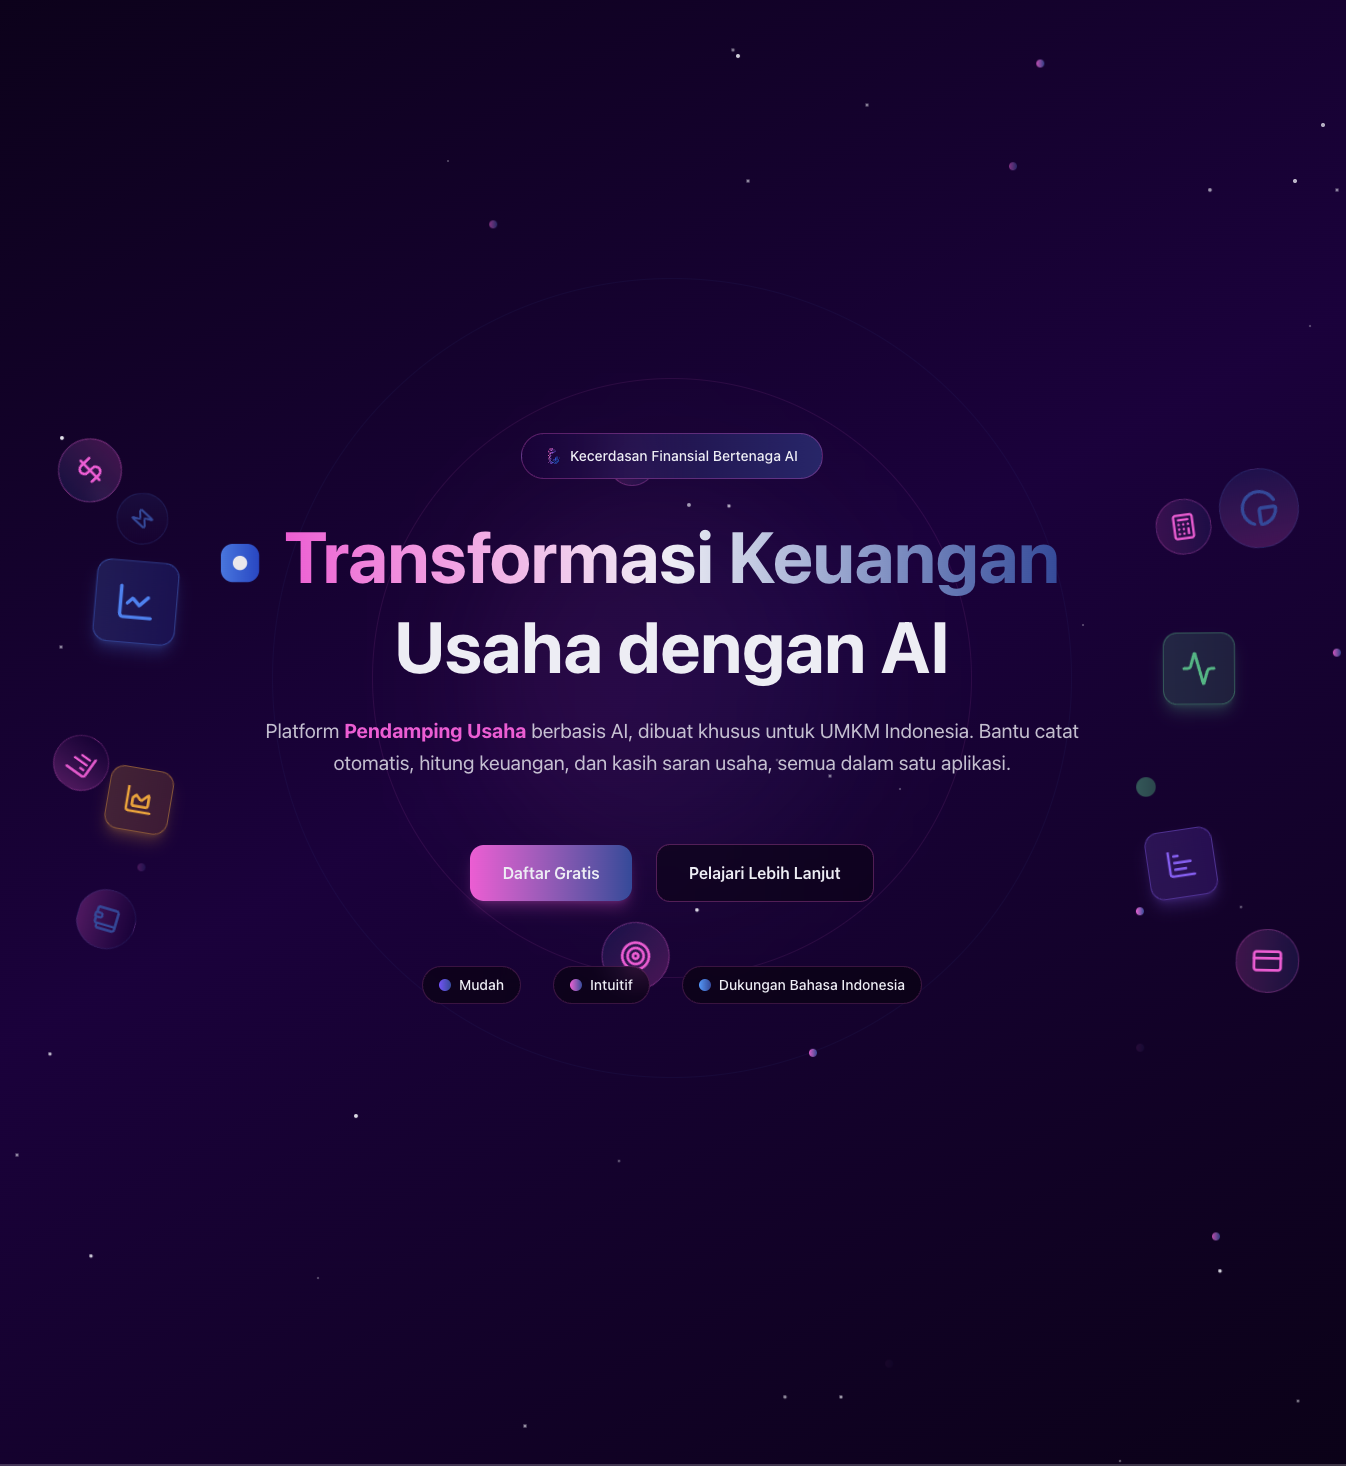 Kecerdasan Finansial Bertenaga AI
Transformasi Keuangan
Usaha dengan AI
Platform Pendamping Usaha berbasis AI, dibuat khusus untuk UMKM Indonesia. Bantu catat
otomatis, hitung keuangan, dan kasih saran usaha, semua dalam satu aplikasi.
Daftar Gratis
Pelajari Lebih Lanjut
Mudah
Intuitif
Dukungan Bahasa Indonesia